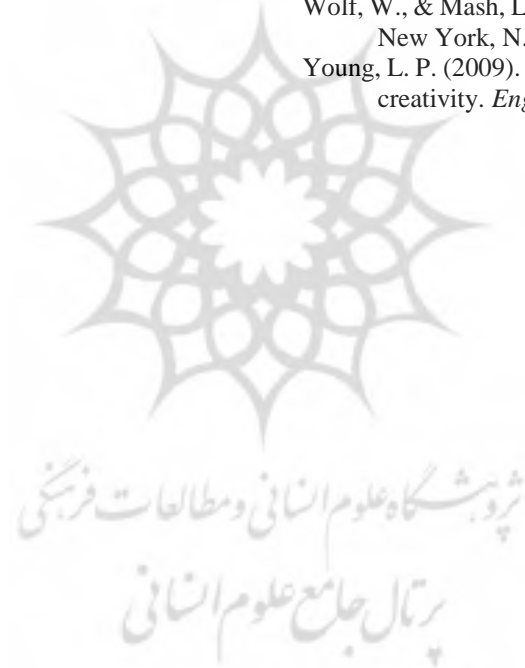 Wolf, W., & Mash, L
New York, N.
Young, L. P. (2009).
creativity. Eng
پژوهشگاه علوم انسانی و مطالعات فرهنگی
پرتال جامع علوم انسانی